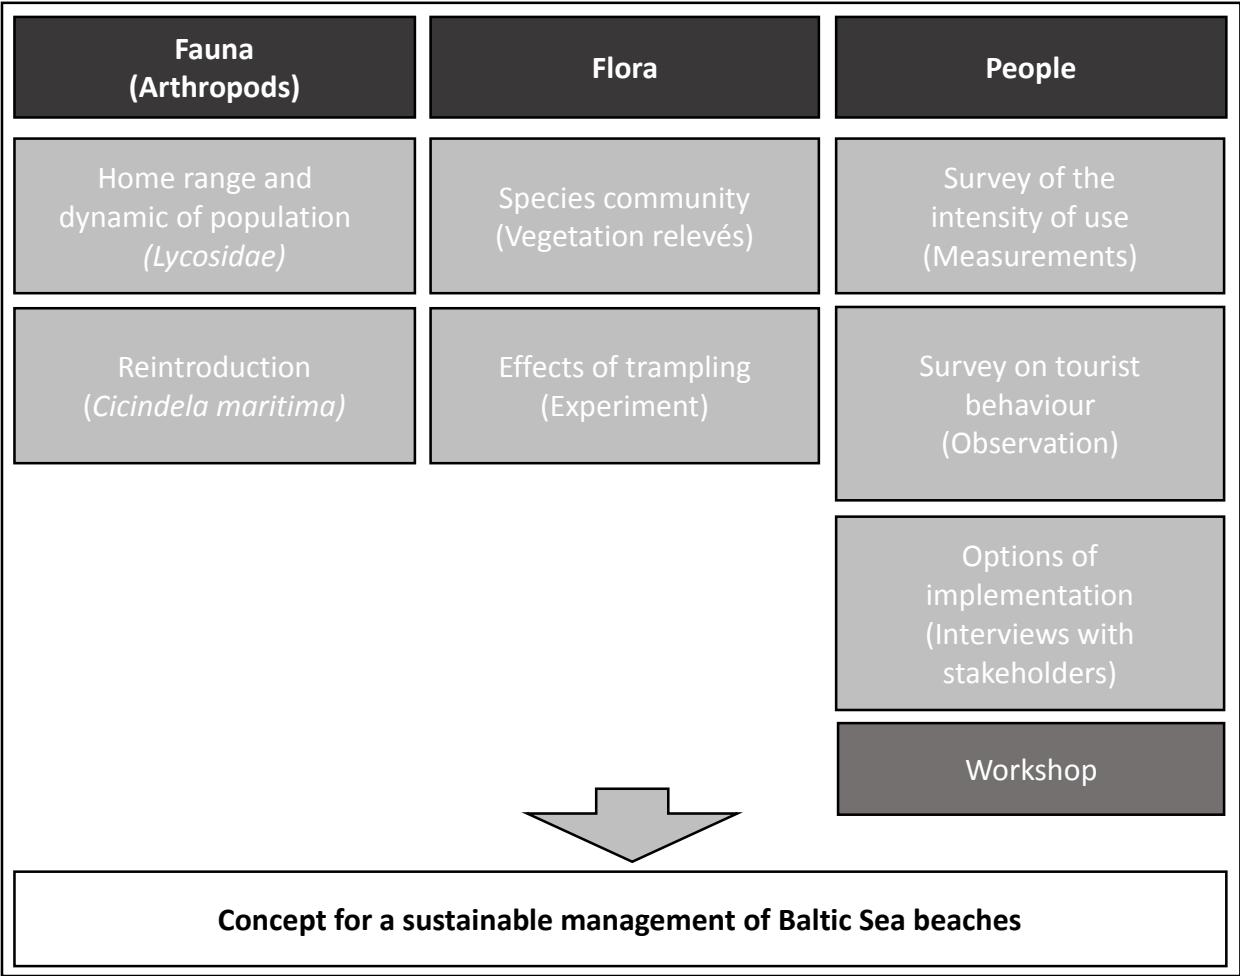 Fauna
(Arthropods)
Flora
People
Home range and
dynamic of population
(Lycosidae)
Species community
(Vegetation relevés)
Survey of the
intensity of use
(Measurements)
Reintroduction
(Cicindela maritima)
Effects of trampling
(Experiment)
Survey on tourist
behaviour
(Observation)
Options of
implementation
(Interviews with
stakeholders)
Workshop
Concept for a sustainable management of Baltic Sea beaches